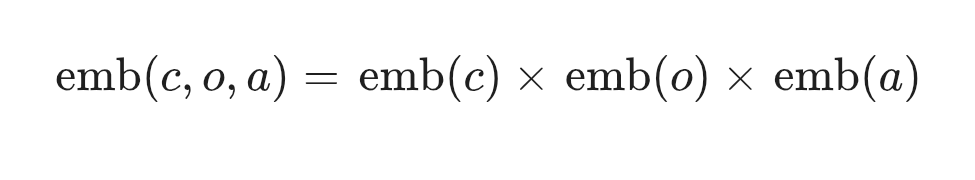 emb(c, o, a) = emb(c) × emb(o) × emb(a)